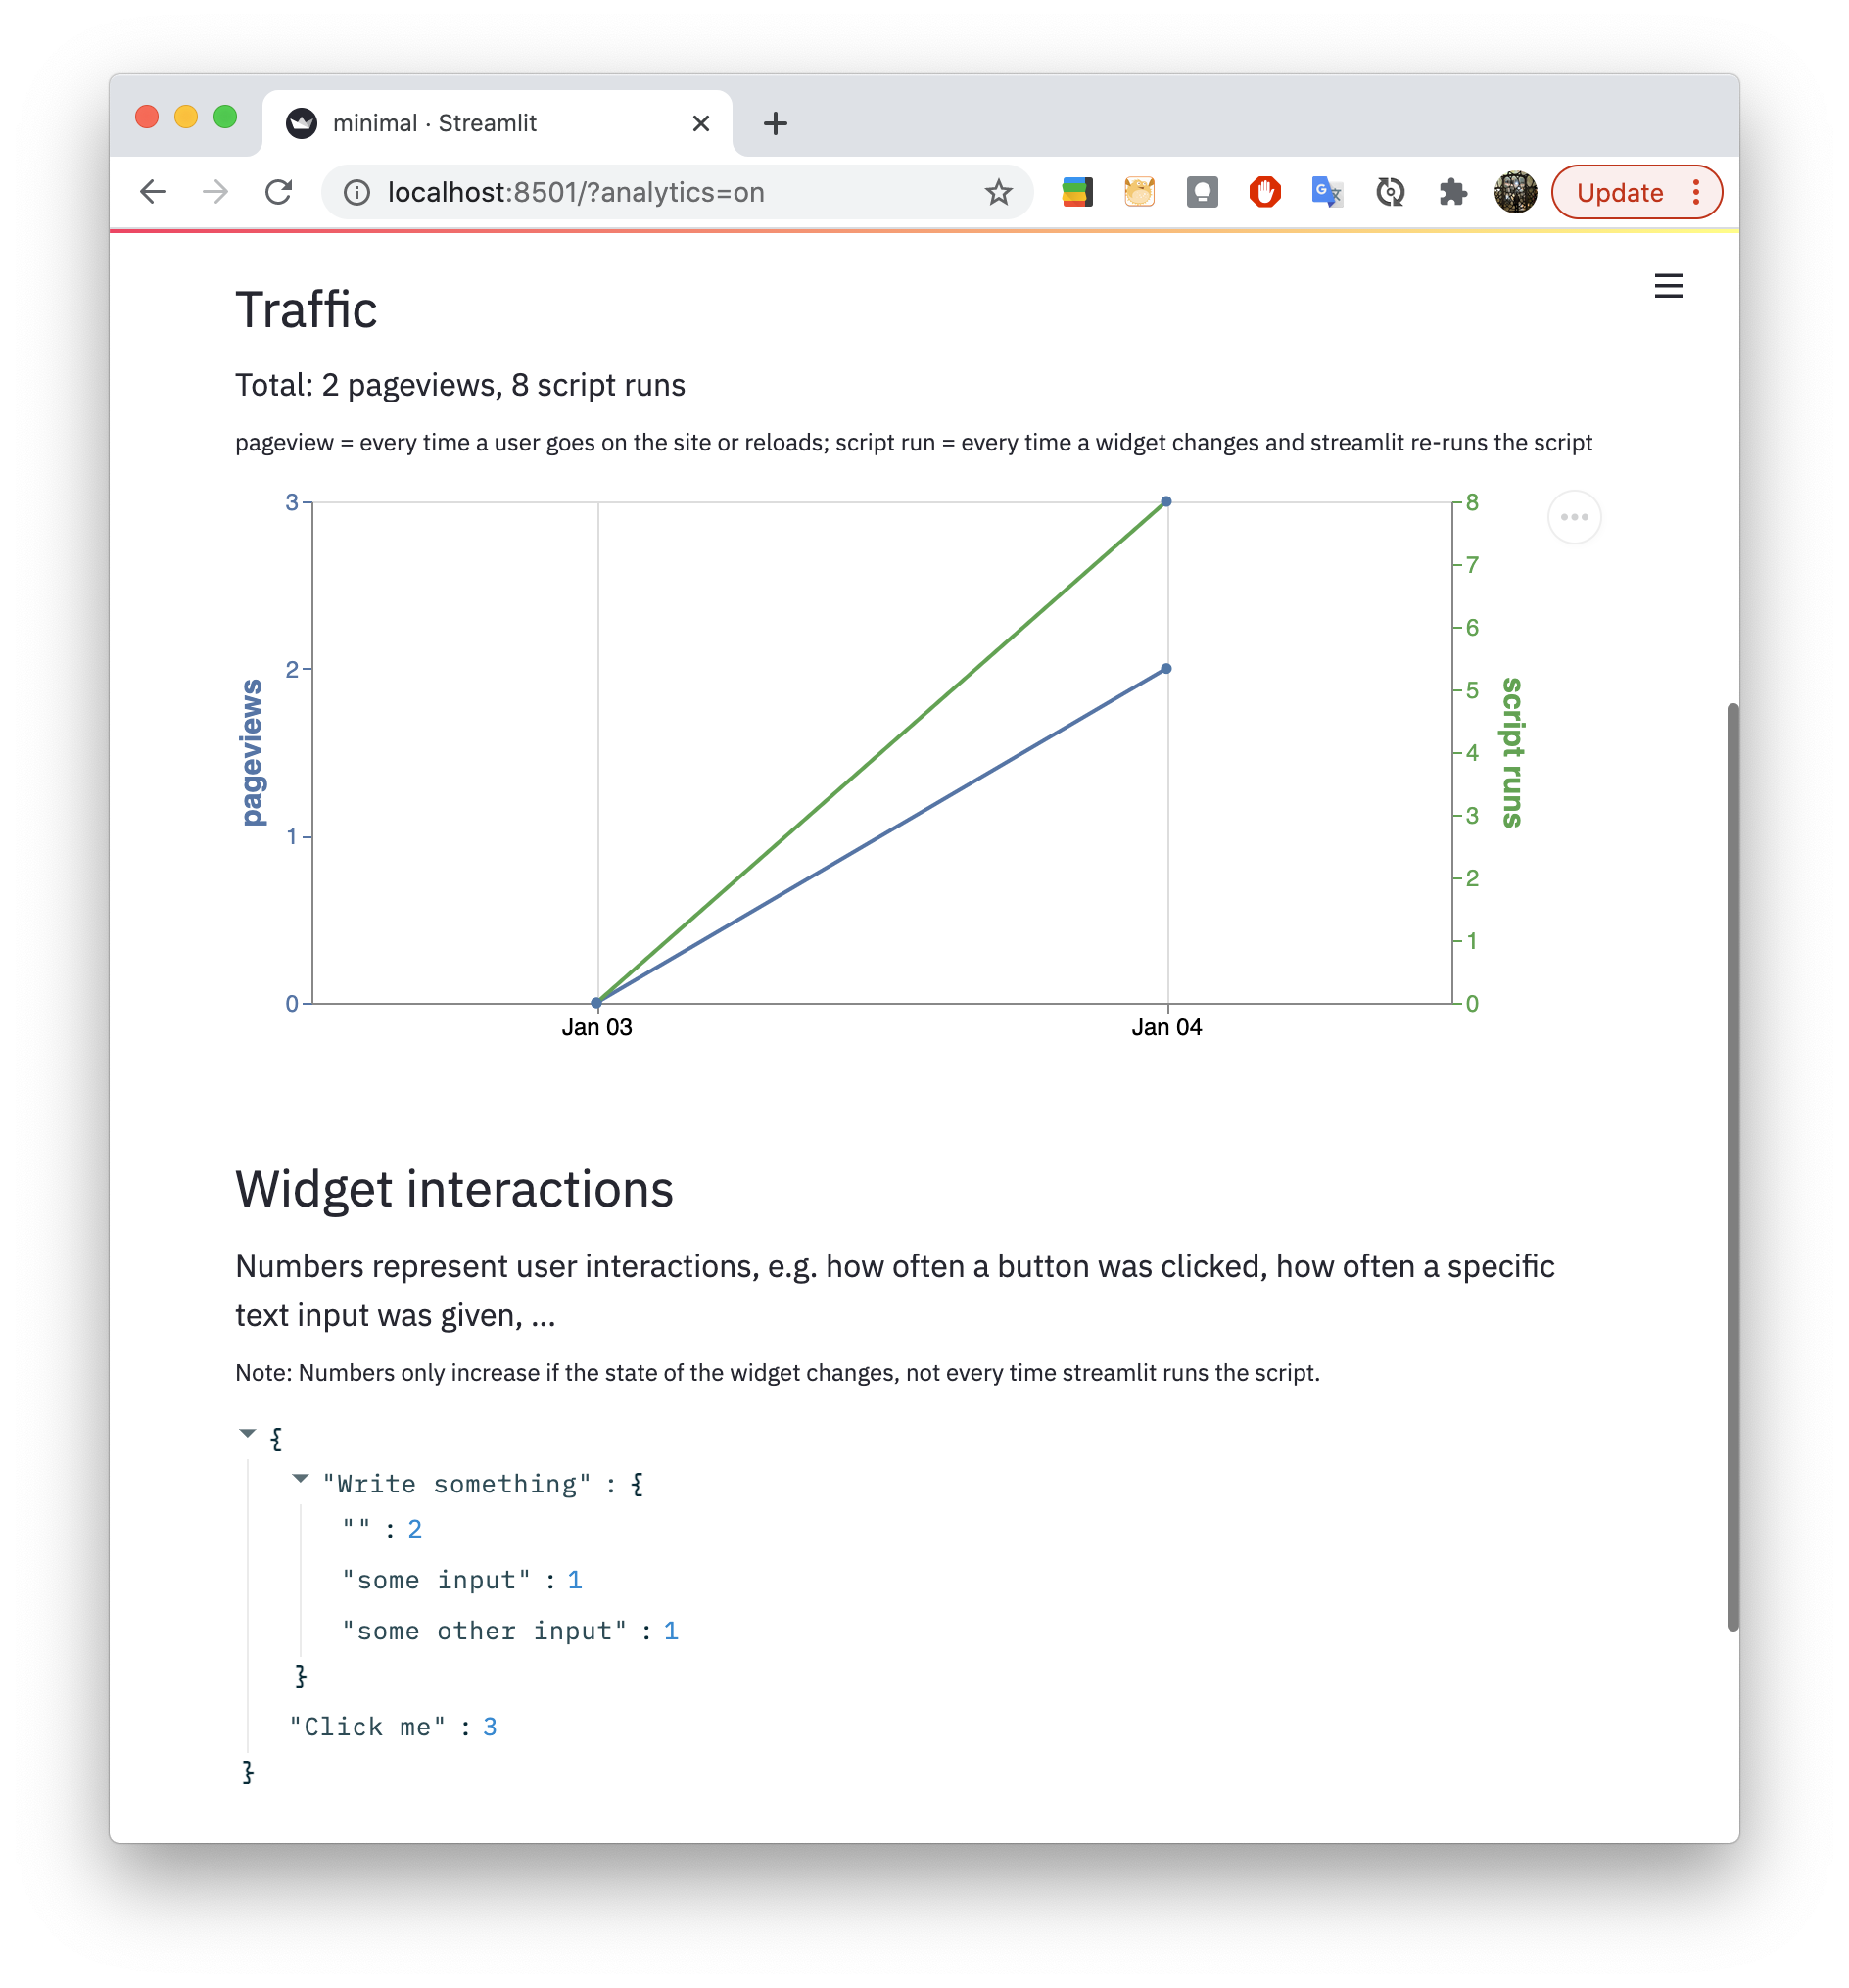 minimal · Streamlit
localhost:8501/?analytics=on
Update
Traffic
Total: 2 pageviews, 8 script runs
pageview = every time a user goes on the site or reloads; script run = every time a widget changes and streamlit re-runs the script
3
2
1
0
pageviews
8
7
6
5
4
3
2
1
0
script runs
Jan 03
Jan 04
Widget interactions
Numbers represent user interactions, e.g. how often a button was clicked, how often a specific
text input was given, ...
Note: Numbers only increase if the state of the widget changes, not every time streamlit runs the script.
{
"Write something" : {
"" : 2
"some input" : 1
"some other input" : 1
}
"Click me" : 3
}